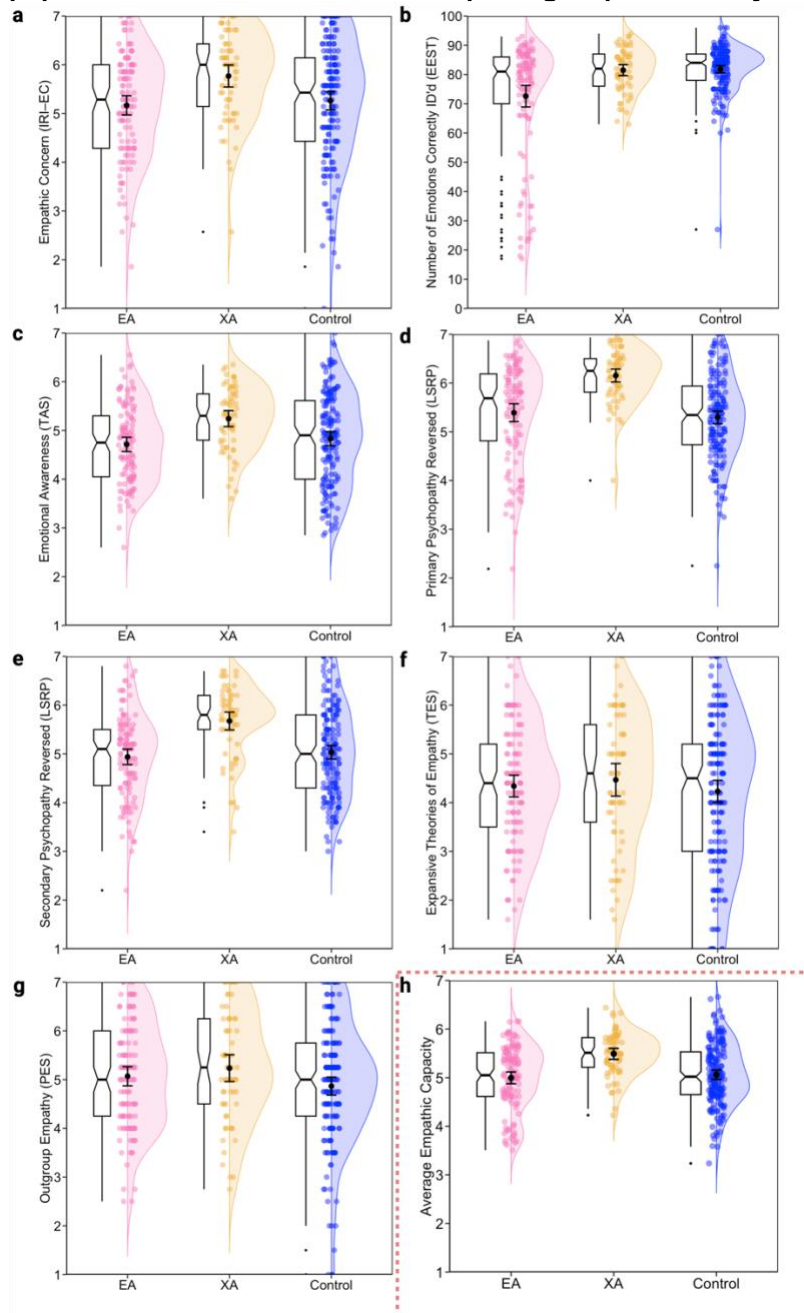 a
Empathic Concern (IRI–EC)
7
6
5
4
3
2
1
EA XA Control
b
Number of Emotions Correctly ID'd (EEST)
100
90
80
70
60
50
40
30
20
10
0
EA XA Control
c
Emotional Awareness (TAS)
7
6
5
4
3
2
1
EA XA Control
d
Primary Psychopathy Reversed (LSRP)
7
6
5
4
3
2
1
EA XA Control
e
Secondary Psychopathy Reversed (LSRP)
7
6
5
4
3
2
1
EA XA Control
f
Expansive Theories of Empathy (TES)
7
6
5
4
3
2
1
EA XA Control
g
Outgroup Empathy (PES)
7
6
5
4
3
2
1
EA XA Control
h
Average Empathic Capacity
7
6
5
4
3
2
1
EA XA Control